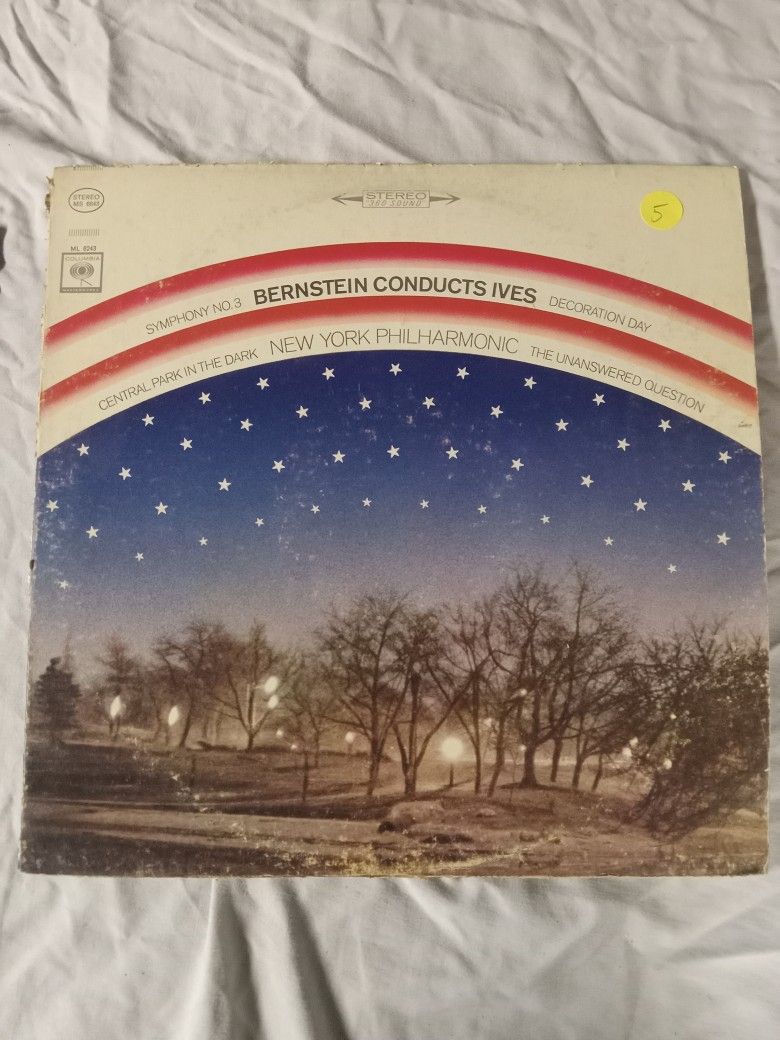 STEREO
MS 6843
STEREO
"360 SOUND"
5
ML 6243
COLUMBIA
MASTERWORKS
SYMPHONY NO. 3 BERNSTEIN CONDUCTS IVES DECORATION DAY
CENTRAL PARK IN THE DARK NEW YORK PHILHARMONIC THE UNANSWERED QUESTION